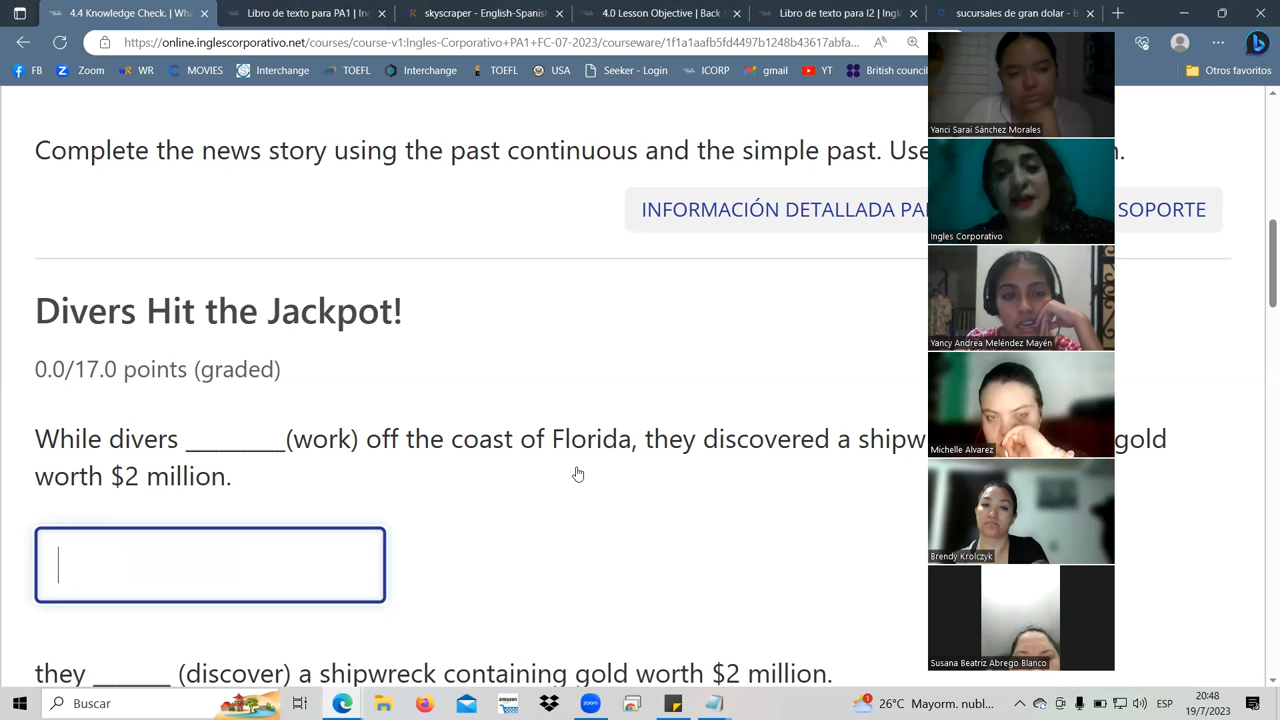 4.4 Knowledge Check |
Libro de texto para I1 | Ingl
skyscraper - English-Spanish
4.0 Lesson Objective | Back
Libro de texto para I2 | Ingl
sucursales de dolar de
https://online.inglescorporativo.net/courses/course-v1:Ingles-Corporativo+PA1+FC-07-2023/courseware/1f1a1aafb5fd4497b1248b43617abfa...
FB
Zoom
WR
MOVIES
Interchange
TOEFL
Interchange
TOEFL
USA
Seeker - Login
ICORP
gmail
YT
British counci
Otros favoritos
Complete the news story using the past continuous and the simple past. Use
INFORMACIÓN DETALLADA PA
SOPORTE
Divers Hit the Jackpot!
0.0/17.0 points (graded)
While divers _________(work) off the coast of Florida, they discovered a shipw
gold
worth $2 million.
they _______ (discover) a shipwreck containing gold worth $2 million.
Yanci Sarai Sánchez Morales
Ingles Corporativo
Yancy Andrea Meléndez Mayén
Michelle Alvarez
Brendy Krolczyk
Susana Beatriz Abrego Blanco
Buscar
26°C Mayorm. nubl...
ESP
20:48
19/7/2023